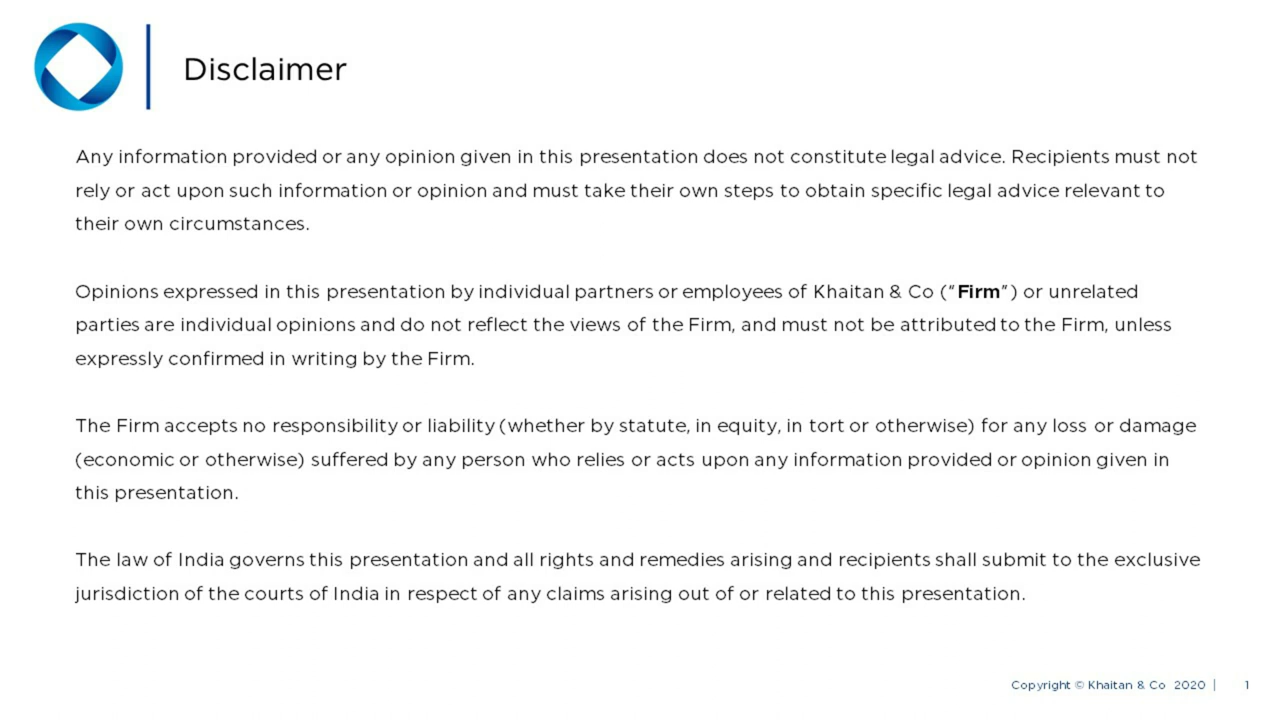 Disclaimer
Any information provided or any opinion given in this presentation does not constitute legal advice. Recipients must not
rely or act upon such information or opinion and must take their own steps to obtain specific legal advice relevant to
their own circumstances.
Opinions expressed in this presentation by individual partners or employees of Khaitan & Co (“Firm”) or unrelated
parties are individual opinions and do not reflect the views of the Firm, and must not be attributed to the Firm, unless
expressly confirmed in writing by the Firm.
The Firm accepts no responsibility or liability (whether by statute, in equity, in tort or otherwise) for any loss or damage
(economic or otherwise) suffered by any person who relies or acts upon any information provided or opinion given in
this presentation.
The law of India governs this presentation and all rights and remedies arising and recipients shall submit to the exclusive
jurisdiction of the courts of India in respect of any claims arising out of or related to this presentation.
Copyright © Khaitan & Co 2020 | 1